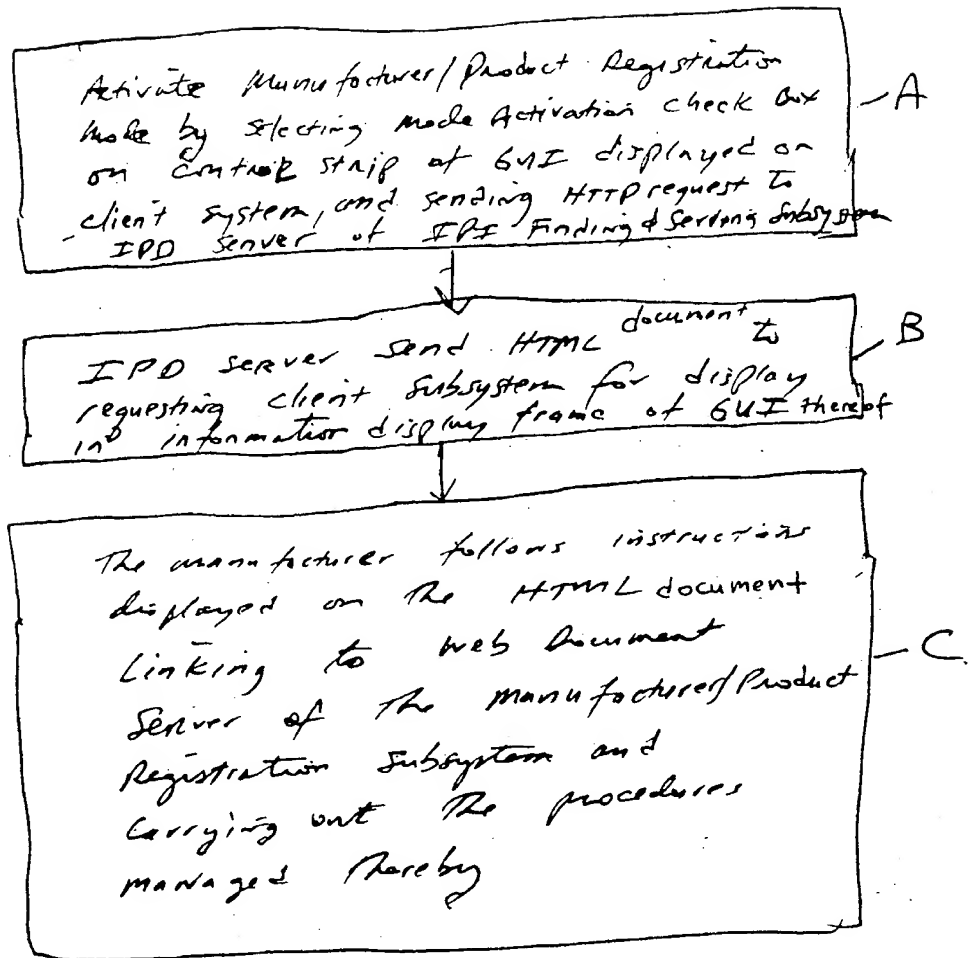 Activate Manufacturer/Product Registration
Mode by selecting Mode Activation check Box
on control strip of GUI displayed on
client system, and sending HTTP request to
IPD server of IPI Finding & Serving Subsystem
A
IPD server send HTML document to
requesting client subsystem for display
in information display frame of GUI thereof
B
The manufacturer follows instructions
displayed on the HTML document
Linking to Web Document
Server of the Manufacturer/Product
Registration Subsystem and
Carrying out The procedures
managed Thereby
C